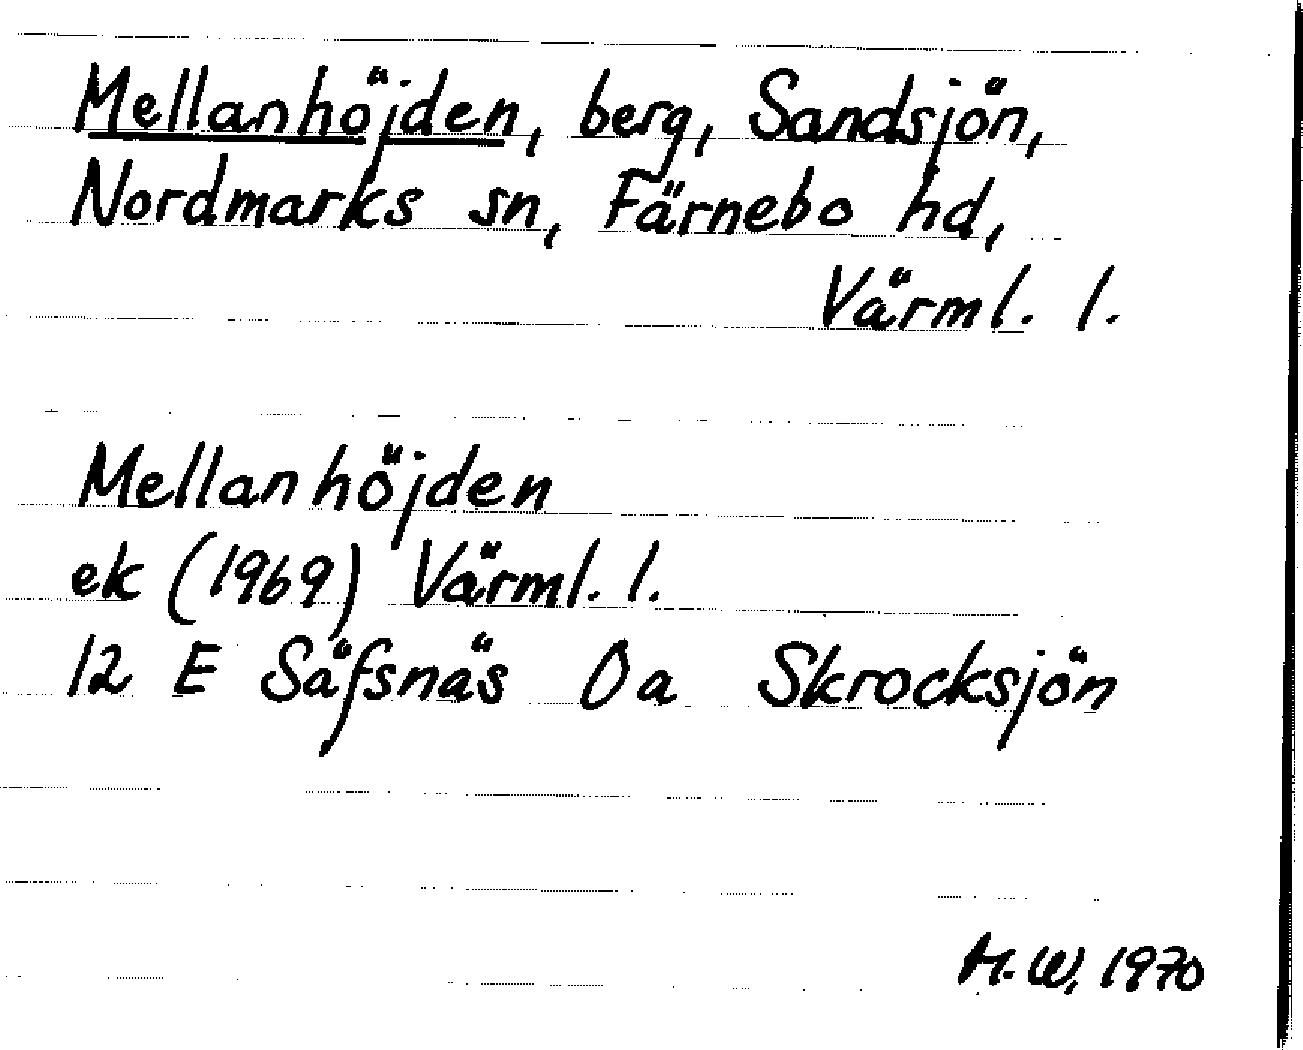 Mellanhöjden, berg, Sandsjön,
Nordmarks sn, Färnebo hd,
Värml. l.
Mellanhöjden
ek (1969) Värml. l.
12 E Säfsnäs 0a Skrocksjön
H.W, 1970